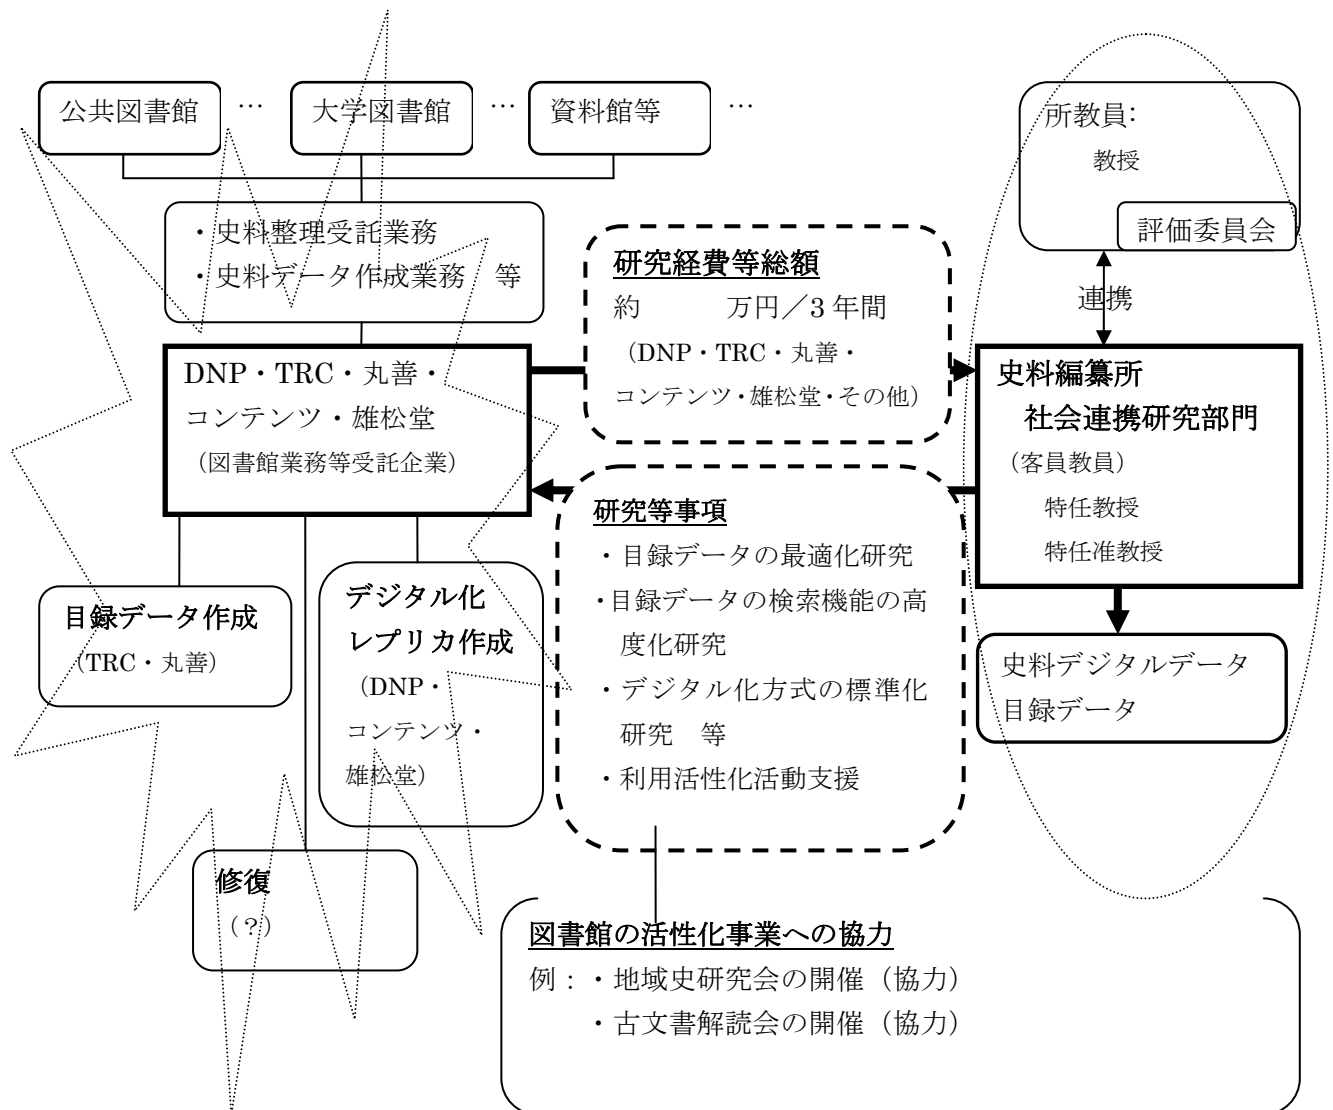 公共図書館 … 大学図書館 … 資料館等 …
・史料整理受託業務
・史料データ作成業務　等
DNP・TRC・丸善・
コンテンツ・雄松堂
（図書館業務等受託企業）
目録データ作成
（TRC・丸善）
デジタル化
レプリカ作成
（DNP・
コンテンツ・
雄松堂）
修復
（？）
研究経費等総額
約　　　万円／3 年間
（DNP・TRC・丸善・
コンテンツ・雄松堂・その他）
研究等事項
・目録データの最適化研究
・目録データの検索機能の高
度化研究
・デジタル化方式の標準化
研究　等
・利用活性化活動支援
図書館の活性化事業への協力
例：・地域史研究会の開催（協力）
・古文書解読会の開催（協力）
所教員:
教授
評価委員会
連携
史料編纂所
社会連携研究部門
（客員教員）
特任教授
特任准教授
史料デジタルデータ
目録データ